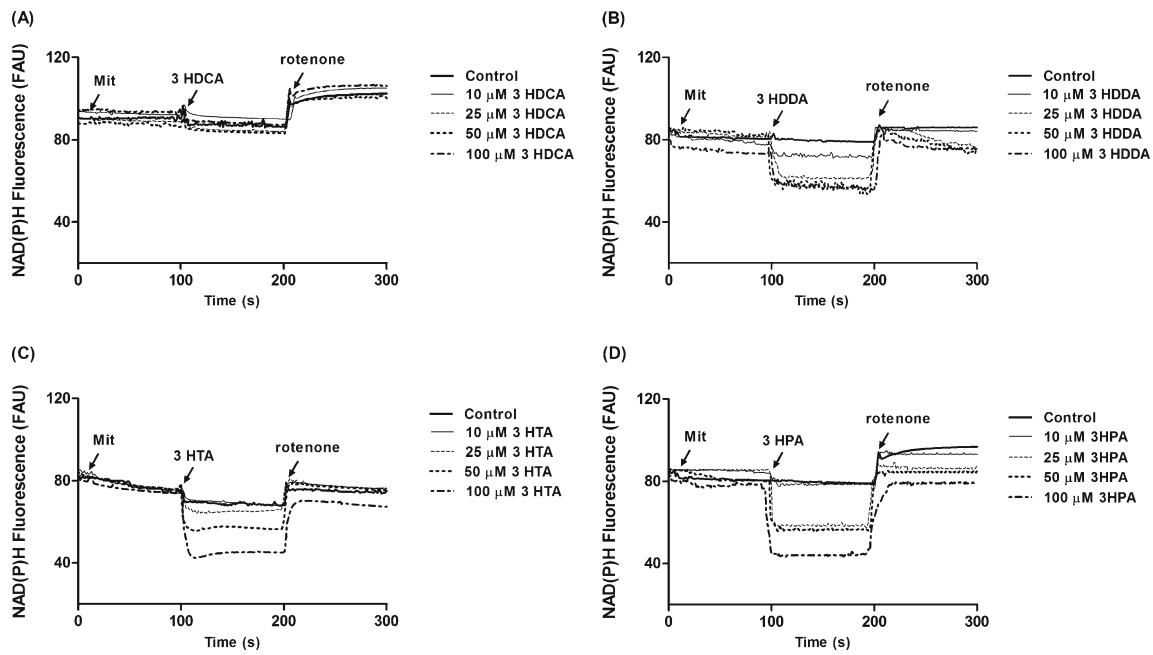 (A)
NAD(P)H Fluorescence (FAU)
120
80
40
0
100
200
300
Time (s)
Mit
3 HDCA
rotenone
Control
10 µM 3 HDCA
25 µM 3 HDCA
50 µM 3 HDCA
100 µM 3 HDCA
(B)
NAD(P)H Fluorescence (FAU)
120
80
40
0
100
200
300
Time (s)
Mit
3 HDDA
rotenone
Control
10 µM 3 HDDA
25 µM 3 HDDA
50 µM 3 HDDA
100 µM 3 HDDA
(C)
NAD(P)H Fluorescence (FAU)
120
80
40
0
100
200
300
Time (s)
Mit
3 HTA
rotenone
Control
10 µM 3 HTA
25 µM 3 HTA
50 µM 3 HTA
100 µM 3 HTA
(D)
NAD(P)H Fluorescence (FAU)
120
80
40
0
100
200
300
Time (s)
Mit
3 HPA
rotenone
Control
10 µM 3HPA
25 µM 3HPA
50 µM 3HPA
100 µM 3HPA